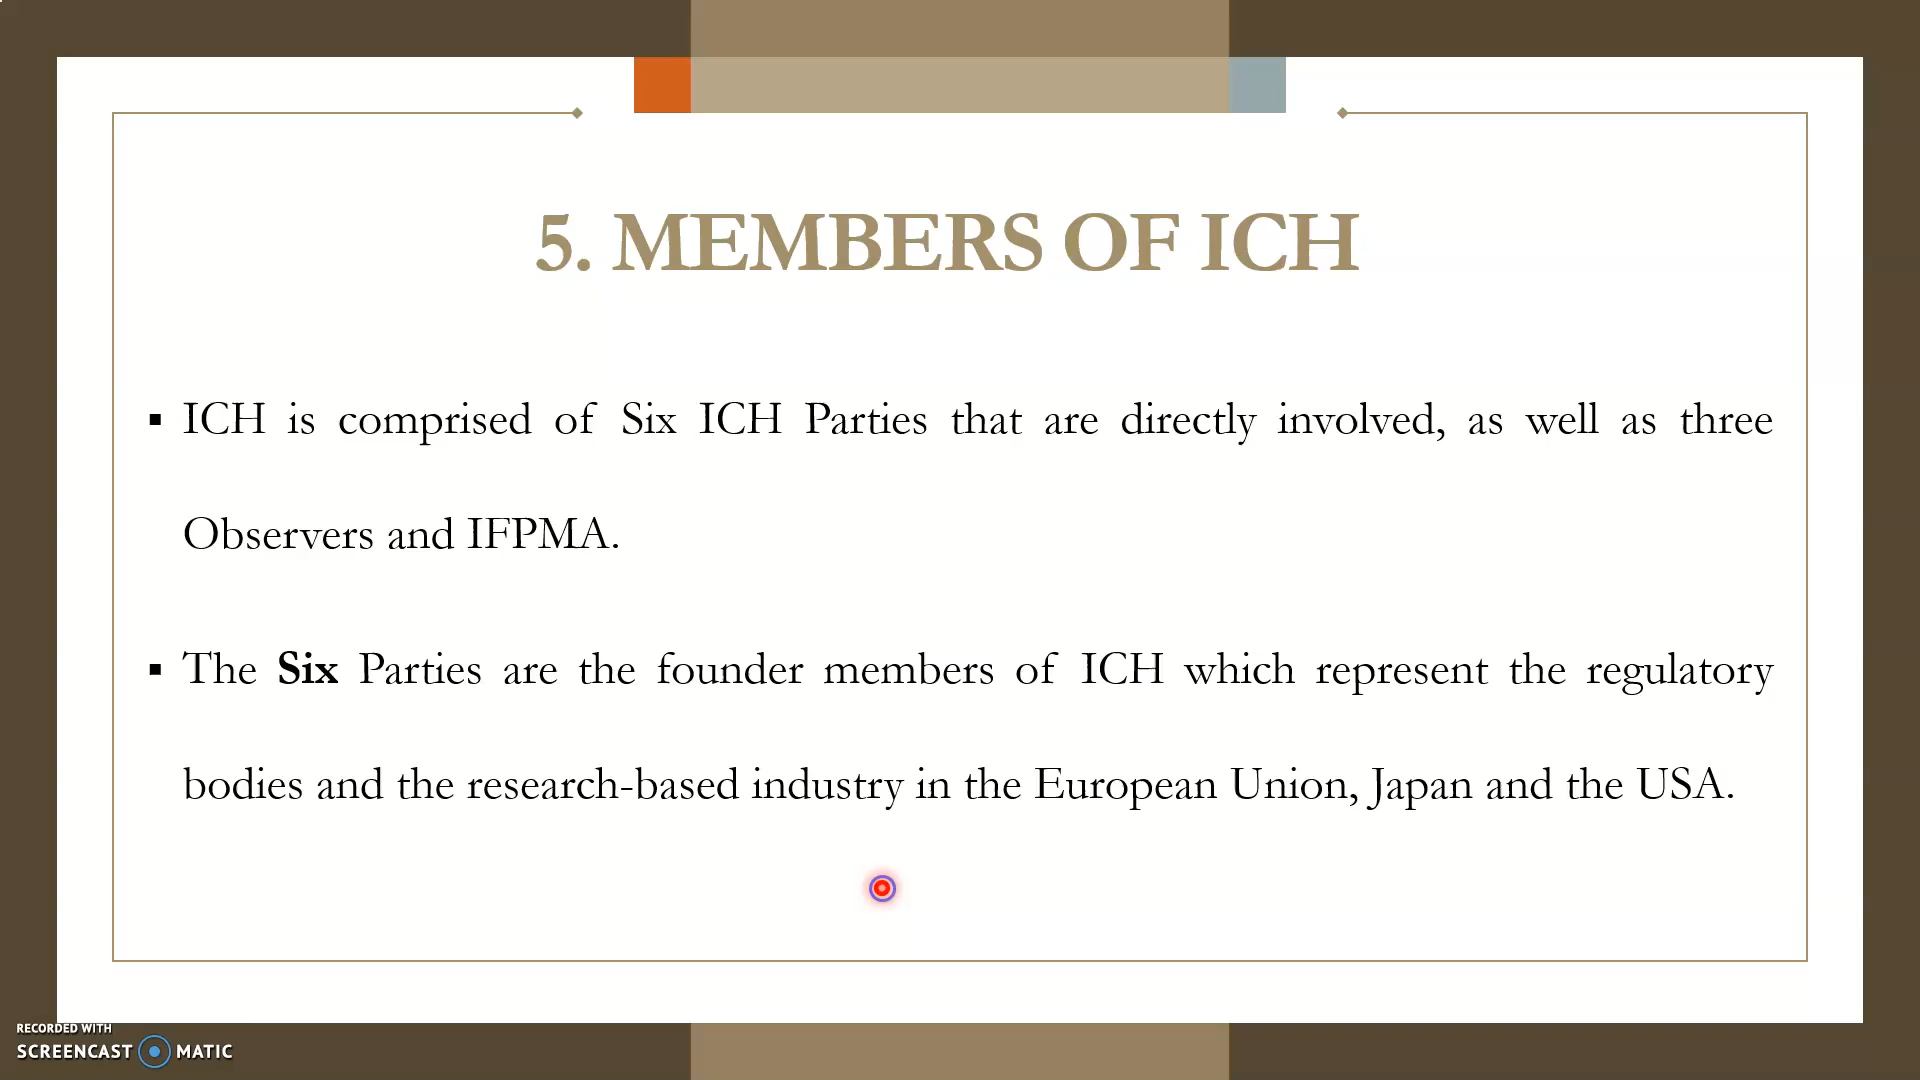 5. MEMBERS OF ICH
▪ ICH is comprised of Six ICH Parties that are directly involved, as well as three
Observers and IFPMA.
▪ The Six Parties are the founder members of ICH which represent the regulatory
bodies and the research-based industry in the European Union, Japan and the USA.
RECORDED WITH
SCREENCAST MATIC